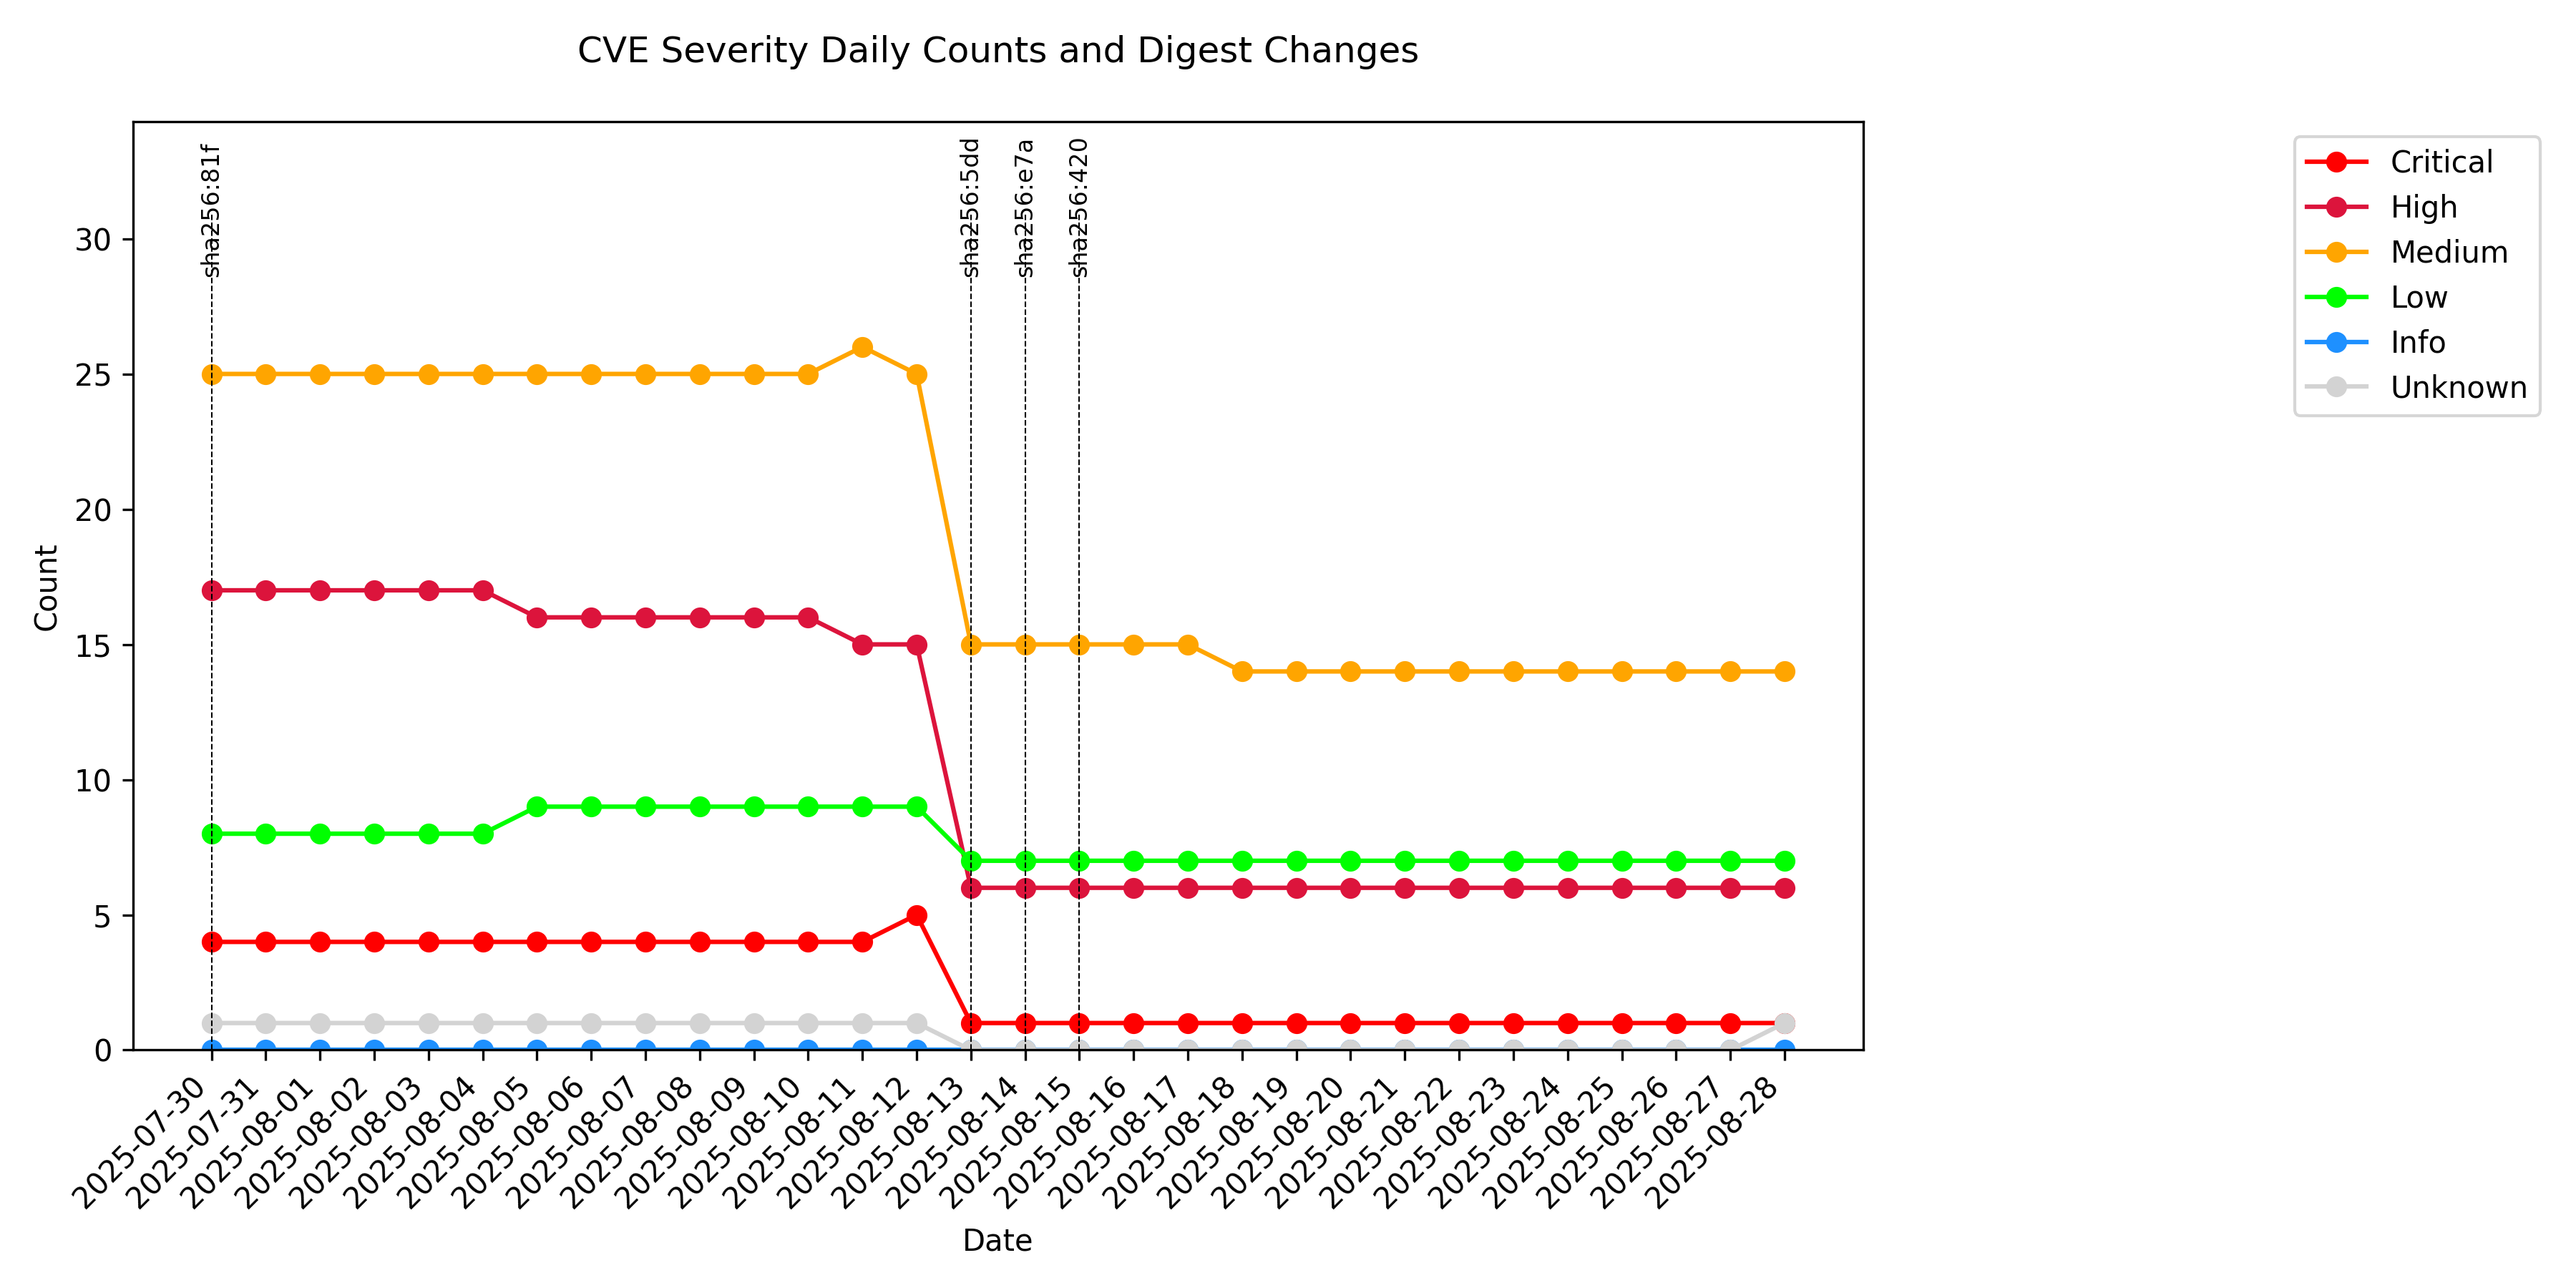 CVE Severity Daily Counts and Digest Changes
sha256:81f
sha256:5dd
sha256:e7a
sha256:420
Critical
High
Medium
Low
Info
Unknown
30
25
20
15
10
5
0
Count
2025-07-30
2025-07-31
2025-08-01
2025-08-02
2025-08-03
2025-08-04
2025-08-05
2025-08-06
2025-08-07
2025-08-08
2025-08-09
2025-08-10
2025-08-11
2025-08-12
2025-08-13
2025-08-14
2025-08-15
2025-08-16
2025-08-17
2025-08-18
2025-08-19
2025-08-20
2025-08-21
2025-08-22
2025-08-23
2025-08-24
2025-08-25
2025-08-26
2025-08-27
2025-08-28
Date